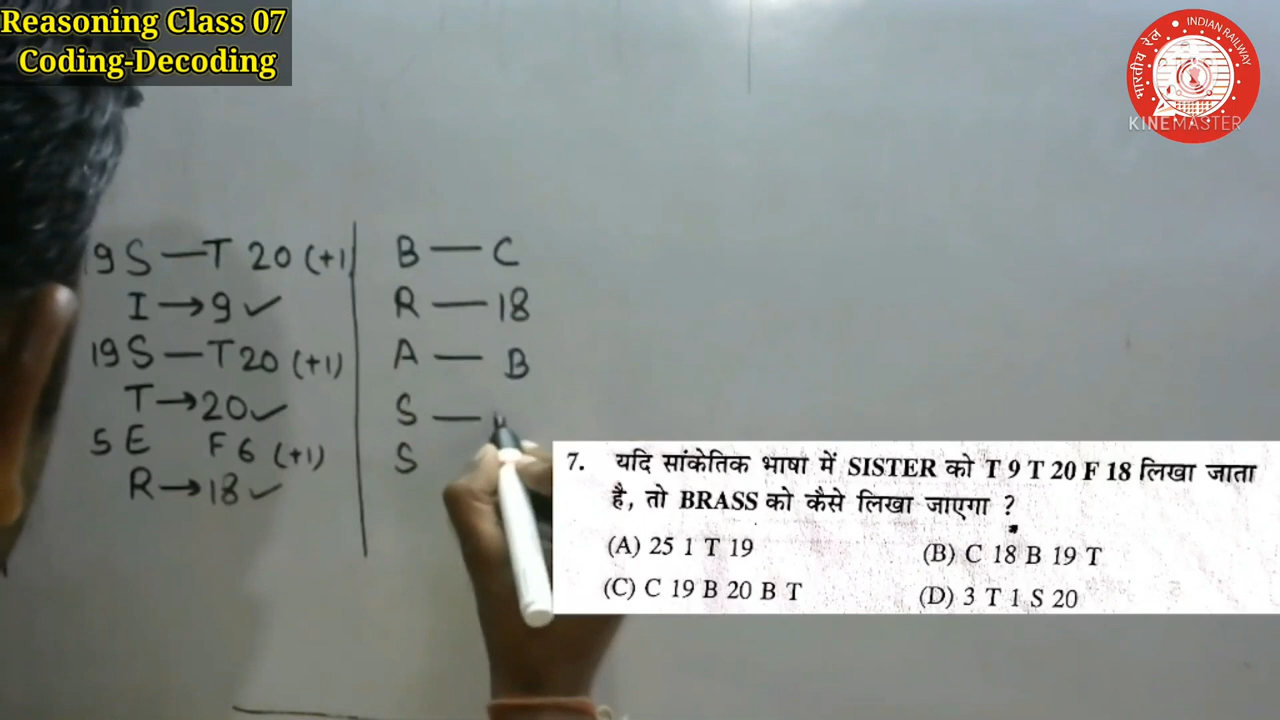 Reasoning Class 07
Coding-Decoding
भारतीय रेल INDIAN RAILWAY
KINEMASTER
19 S — T 20 (+1)
I → 9 ✓
19 S — T 20 (+1)
T → 20 ✓
5 E F 6 (+1)
R → 18 ✓
B — C
R — 18
A — B
S —
S
7. यदि सांकेतिक भाषा में SISTER को T 9 T 20 F 18 लिखा जाता
है, तो BRASS को कैसे लिखा जाएगा ?
(A) 25 1 T 19 (B) C 18 B 19 T
(C) C 19 B 20 B T (D) 3 T 1 S 20